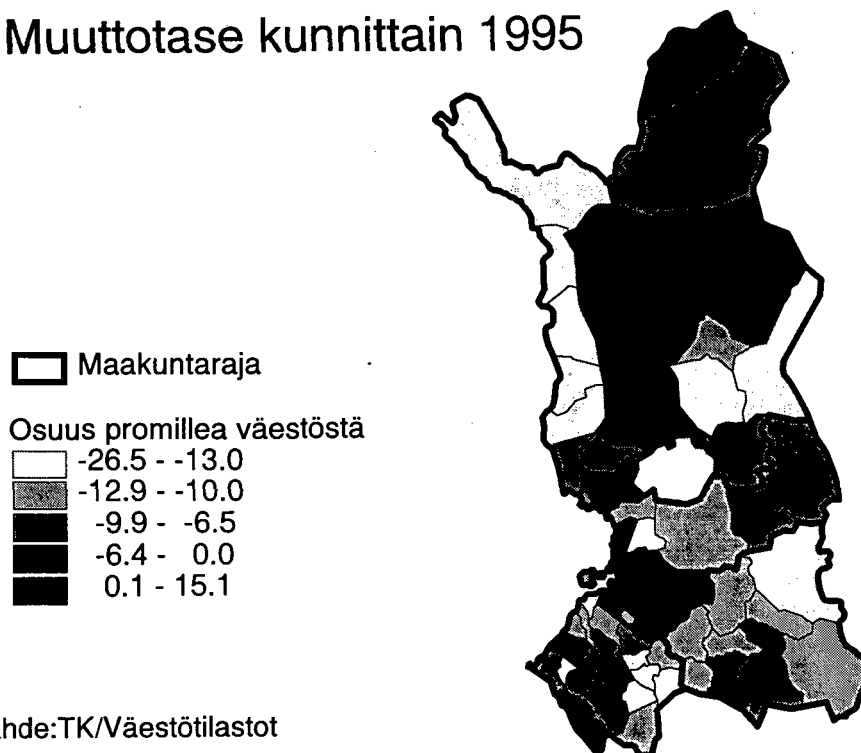 Muuttotase kunnittain 1995
Maakuntaraja
Osuus promillea väestöstä
-26.5 - -13.0
-12.9 - -10.0
-9.9 - -6.5
-6.4 - 0.0
0.1 - 15.1
hde:TK/Väestötilastot